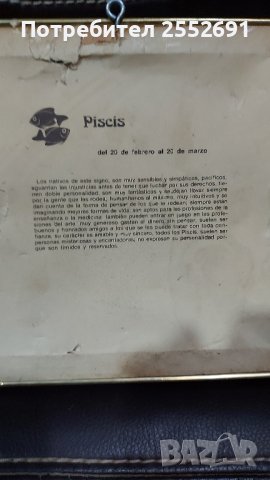 Потребител 2552691
Piscis
del 20 de febrero al 20 de marzo
Los nativos de este signo, son muy sensibles y simpáticos, pacíficos,
aguantan las injusticias antes de tener que luchar por sus derechos, tie-
nen doble personalidad, son muy fantásticos y se dejan llevar siempre
por la gente que les rodea, humanitarios al máximo, muy intuitivos y se
dan cuenta de la forma de pensar de los que le rodean, siempre están
imaginando mejores formas de vida, son aptos para las profesiones de la
enseñanza o la medicina, también pueden entrar en juego en las profe-
siones del arte, muy generosos gastan el dinero sin pensar, suelen ser
buenos y honrados amigos a los que se les puede tratar con toda con-
fianza, su carácter es amable y muy sincero, todos los Piscis, suelen ser
personas misteriosas y encantadoras, no expresan su personalidad por-
que son tímidos y reservados.
BAZAR